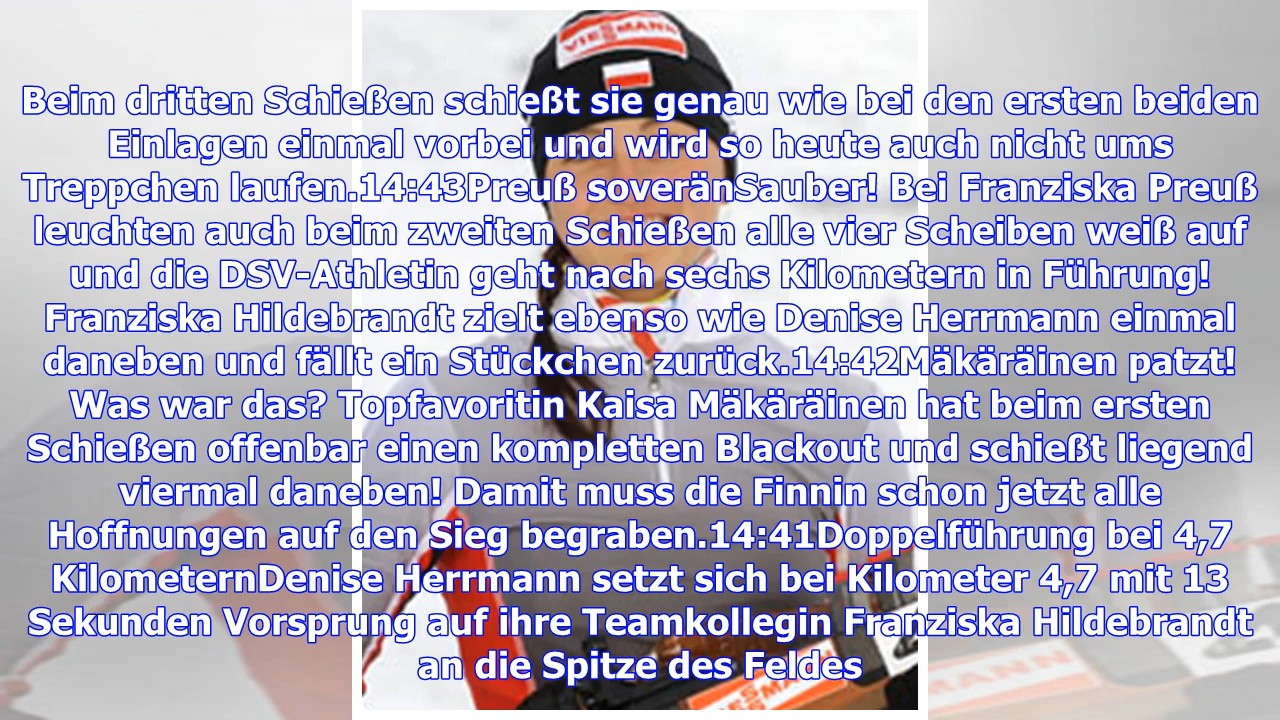 VIESMANN
Beim dritten Schießen schießt sie genau wie bei den ersten beiden
Einlagen einmal vorbei und wird so heute auch nicht ums
Treppchen laufen.14:43Preuß soveränSauber! Bei Franziska Preuß
leuchten auch beim zweiten Schießen alle vier Scheiben weiß auf
und die DSV-Athletin geht nach sechs Kilometern in Führung!
Franziska Hildebrandt zielt ebenso wie Denise Herrmann einmal
daneben und fällt ein Stückchen zurück.14:42Mäkäräinen patzt!
Was war das? Topfavoritin Kaisa Mäkäräinen hat beim ersten
Schießen offenbar einen kompletten Blackout und schießt liegend
viermal daneben! Damit muss die Finnin schon jetzt alle
Hoffnungen auf den Sieg begraben.14:41Doppelführung bei 4,7
KilometernDenise Herrmann setzt sich bei Kilometer 4,7 mit 13
Sekunden Vorsprung auf ihre Teamkollegin Franziska Hildebrandt
an die Spitze des Feldes